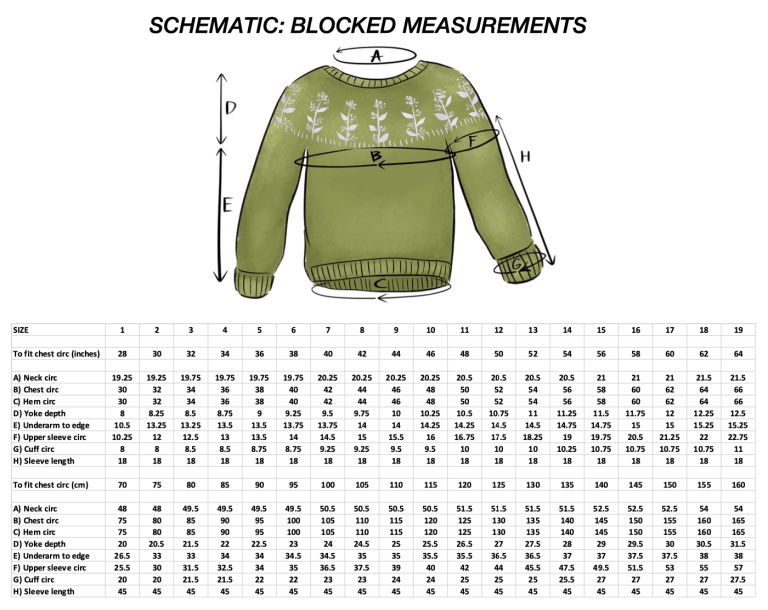 SCHEMATIC: BLOCKED MEASUREMENTS
A
D
B
F
H
E
G
C
SIZE 1 2 3 4 5 6 7 8 9 10 11 12 13 14 15 16 17 18 19
To fit chest circ (inches) 28 30 32 34 36 38 40 42 44 46 48 50 52 54 56 58 60 62 64
A) Neck circ 19.25 19.25 19.75 19.75 19.75 19.75 20.25 20.25 20.25 20.25 20.5 20.5 20.5 20.5 21 21 21 21.5 21.5
B) Chest circ 30 32 34 36 38 40 42 44 46 48 50 52 54 56 58 60 62 64 66
C) Hem circ 30 32 34 36 38 40 42 44 46 48 50 52 54 56 58 60 62 64 66
D) Yoke depth 8 8.25 8.5 8.75 9 9.25 9.5 9.75 10 10.25 10.5 10.75 11 11.25 11.5 11.75 12 12.25 12.5
E) Underarm to edge 10.5 13.25 13.25 13.5 13.5 13.75 13.75 14 14 14.25 14.25 14.5 14.5 14.75 14.75 15 15 15.25 15.25
F) Upper sleeve circ 10.25 12 12.5 13 13.5 14 14.5 15 15.5 16 16.75 17.5 18.25 19 19.75 20.5 21.25 22 22.75
G) Cuff circ 8 8 8.5 8.5 8.75 8.75 9.25 9.25 9.5 9.5 10 10 10 10.25 10.75 10.75 10.75 10.75 11
H) Sleeve length 18 18 18 18 18 18 18 18 18 18 18 18 18 18 18 18 18 18 18
To fit chest circ (cm) 70 75 80 85 90 95 100 105 110 115 120 125 130 135 140 145 150 155 160
A) Neck circ 48 48 49.5 49.5 49.5 49.5 50.5 50.5 50.5 50.5 51.5 51.5 51.5 51.5 52.5 52.5 52.5 54 54
B) Chest circ 75 80 85 90 95 100 105 110 115 120 125 130 135 140 145 150 155 160 165
C) Hem circ 75 80 85 90 95 100 105 110 115 120 125 130 135 140 145 150 155 160 165
D) Yoke depth 20 20.5 21.5 22 22.5 23 24 24.5 25 25.5 26.5 27 27.5 28 29 29.5 30 30.5 31.5
E) Underarm to edge 26.5 33 33 34 34 34.5 34.5 35 35 35.5 35.5 36.5 36.5 37 37 37.5 37.5 38 38
F) Upper sleeve circ 25.5 30 31.5 32.5 34 35 36.5 37.5 39 40 42 44 45.5 47.5 49.5 51.5 53 55 57
G) Cuff circ 20 20 21.5 21.5 22 22 23 23 24 24 25 25 25 25.5 27 27 27 27 27.5
H) Sleeve length 45 45 45 45 45 45 45 45 45 45 45 45 45 45 45 45 45 45 45